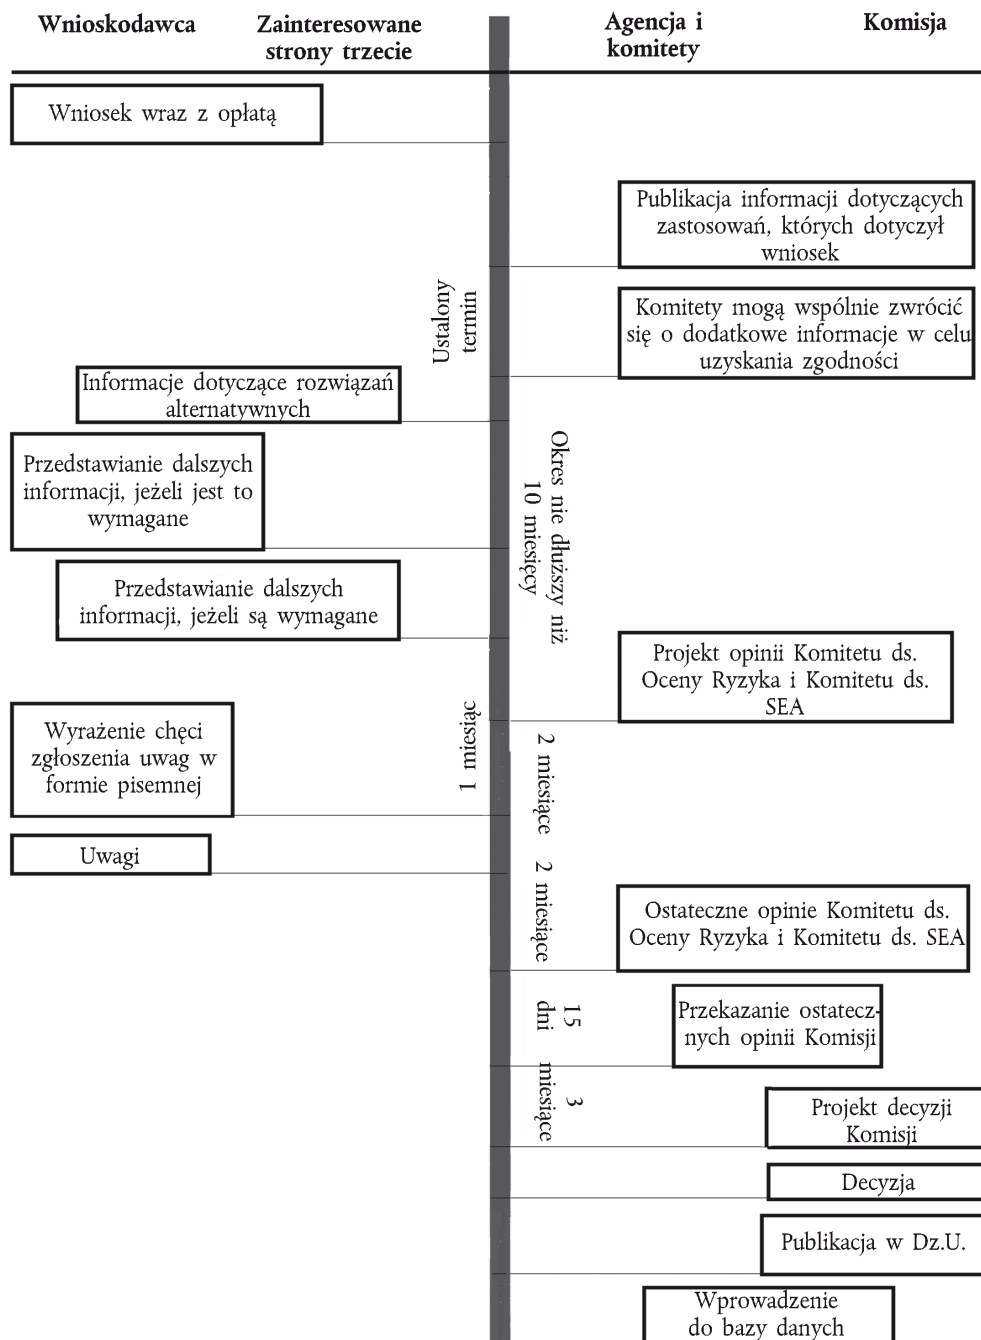 Wnioskodawca
Zainteresowane
strony trzecie
Agencja i
komitety
Komisja
Wniosek wraz z opłatą
Publikacja informacji dotyczących
zastosowań, których dotyczył
wniosek
Ustalony
termin
Komitety mogą wspólnie zwrócić
się o dodatkowe informacje w celu
uzyskania zgodności
Informacje dotyczące rozwiązań
alternatywnych
Przedstawianie dalszych
informacji, jeżeli jest to
wymagane
Okres nie dłuższy niż
10 miesięcy
Przedstawianie dalszych
informacji, jeżeli są wymagane
Projekt opinii Komitetu ds.
Oceny Ryzyka i Komitetu ds.
SEA
Wyrażenie chęci
zgłoszenia uwag w
formie pisemnej
1 miesiąc
2 miesiące
Uwagi
2 miesiące
Ostateczne opinie Komitetu ds.
Oceny Ryzyka i Komitetu ds. SEA
15
dni
Przekazanie ostatecz-
nych opinii Komisji
3
miesiące
Projekt decyzji
Komisji
Decyzja
Publikacja w Dz.U.
Wprowadzenie
do bazy danych